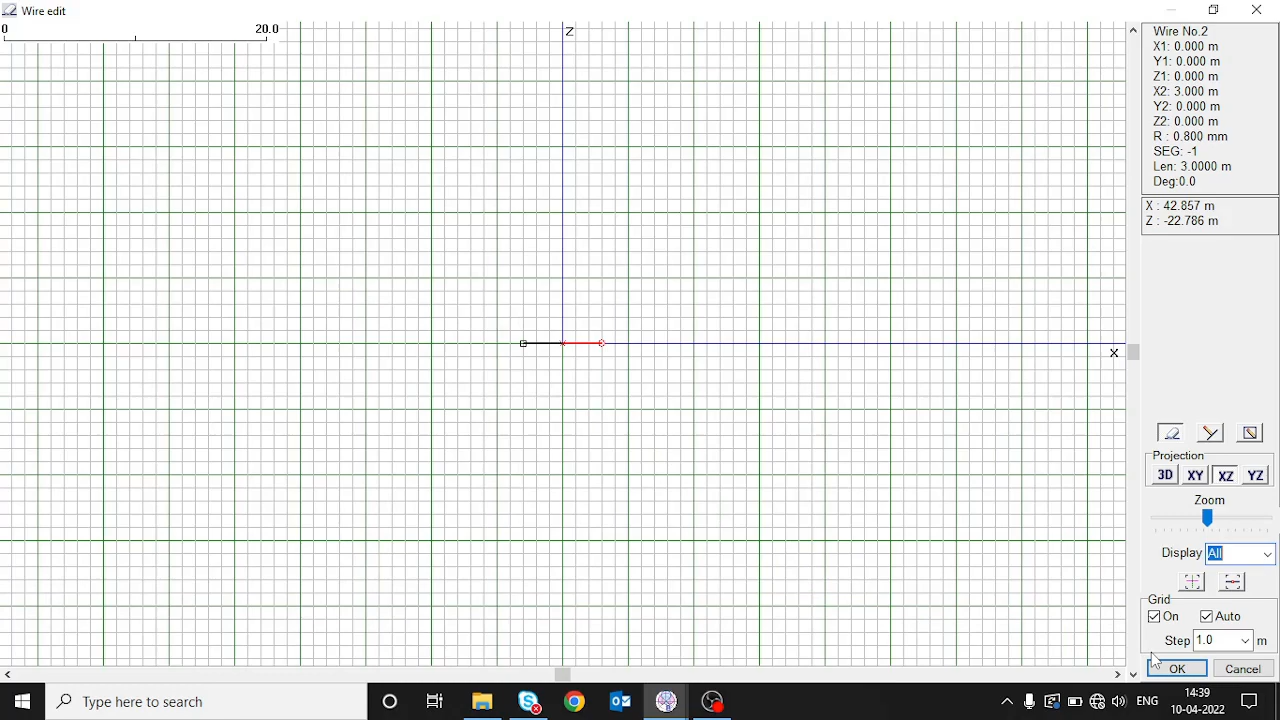 Wire edit
0 20.0
Z
X
Wire No.2
X1: 0.000 m
Y1: 0.000 m
Z1: 0.000 m
X2: 3.000 m
Y2: 0.000 m
Z2: 0.000 m
R : 0.800 mm
SEG: -1
Len: 3.0000 m
Deg:0.0
X : 42.857 m
Z : -22.786 m
Projection
3D XY XZ YZ
Zoom
Display All
Grid
On Auto
Step 1.0 m
OK Cancel
Type here to search
ENG
14:39
10-04-2022